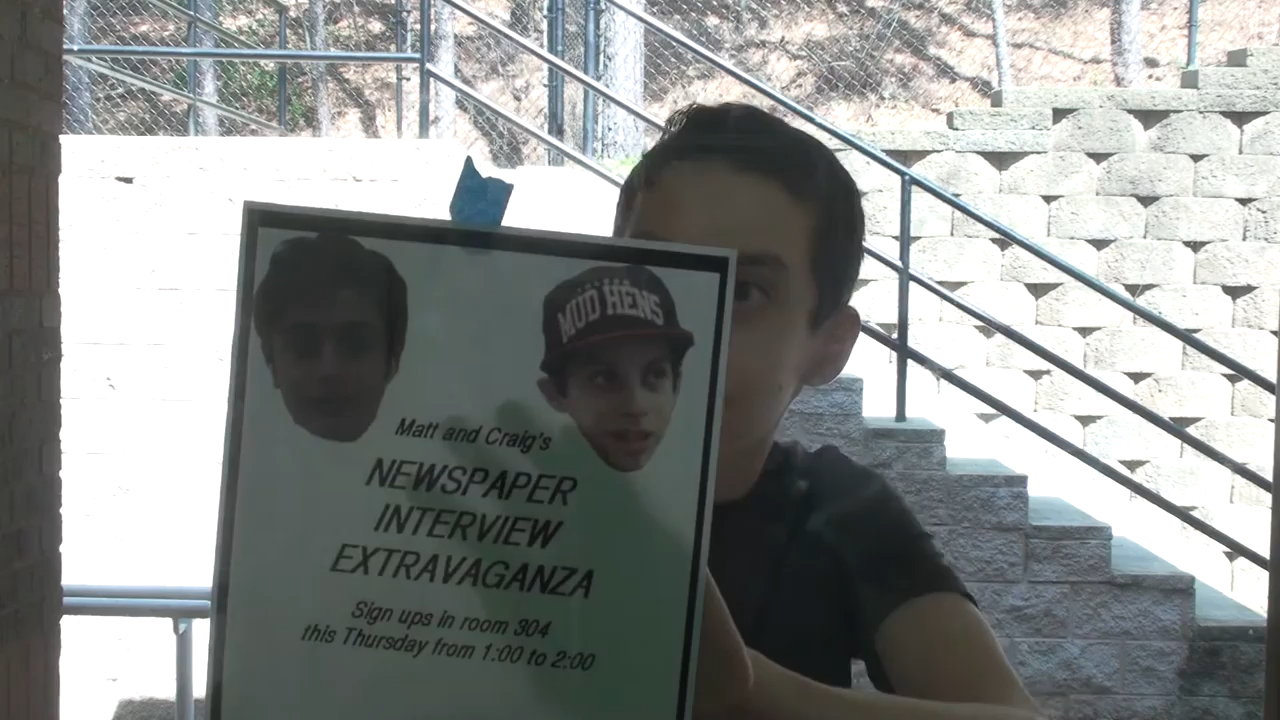 MUD HENS
Matt and Craig's
NEWSPAPER
INTERVIEW
EXTRAVAGANZA
Sign ups in room 304
this Thursday from 1:00 to 2:00